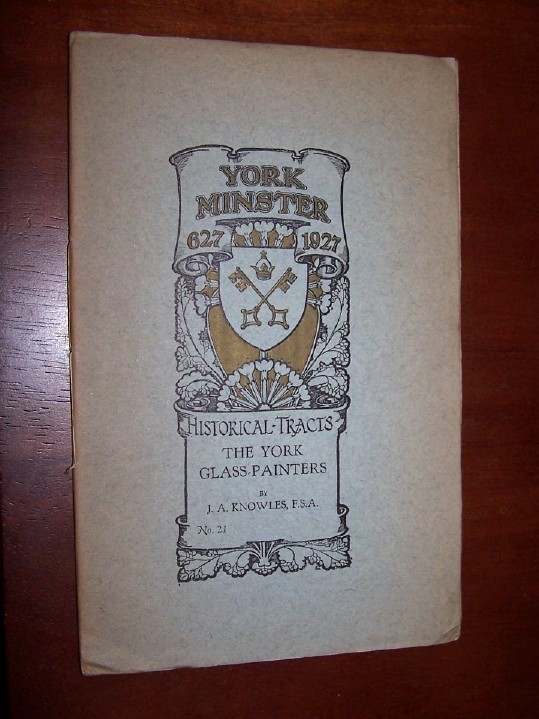 YORK
MINSTER
627 1927
HISTORICAL-TRACTS
THE YORK
GLASS-PAINTERS
BY
J. A. KNOWLES, F.S.A.
No. 21